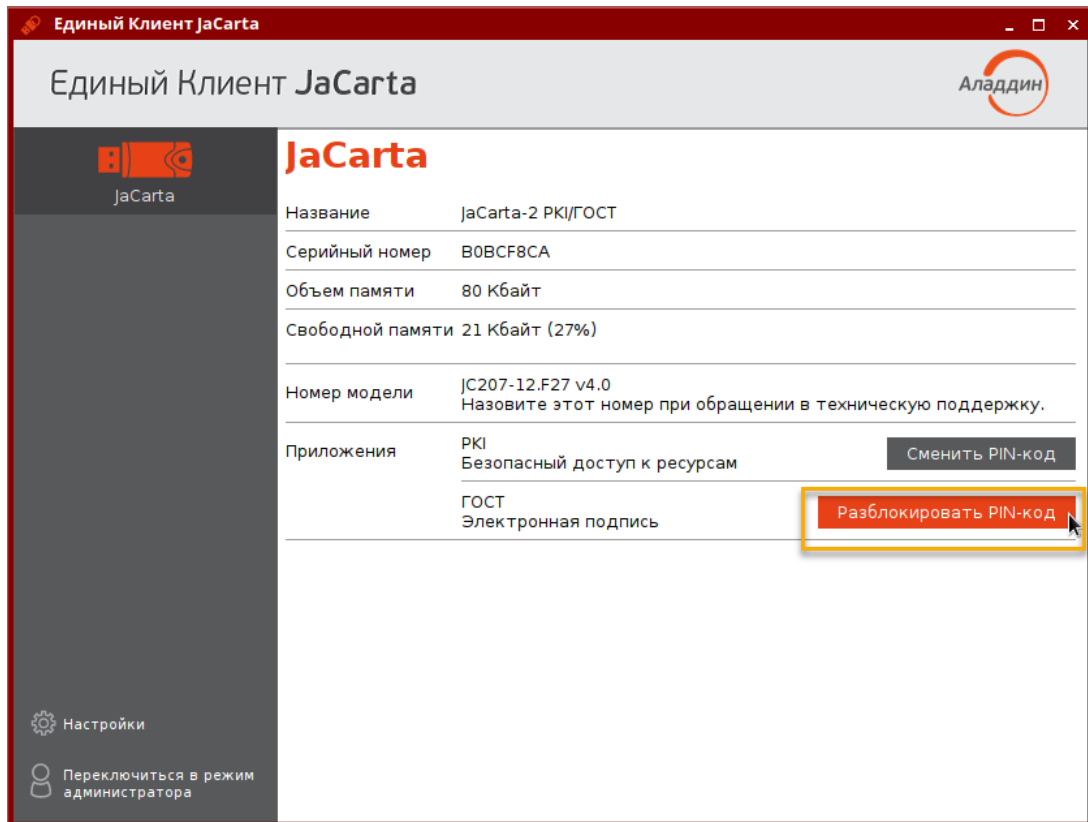 Единый Клиент JaCarta
Единый Клиент JaCarta
Аладдин
JaCarta
JaCarta
Название JaCarta-2 PKI/ГОСТ
Серийный номер B0BCF8CA
Объем памяти 80 Кбайт
Свободной памяти 21 Кбайт (27%)
Номер модели JC207-12.F27 v4.0
Назовите этот номер при обращении в техническую поддержку.
Приложения PKI
Безопасный доступ к ресурсам
Сменить PIN-код
ГОСТ
Электронная подпись
Разблокировать PIN-код
Настройки
Переключиться в режим
администратора